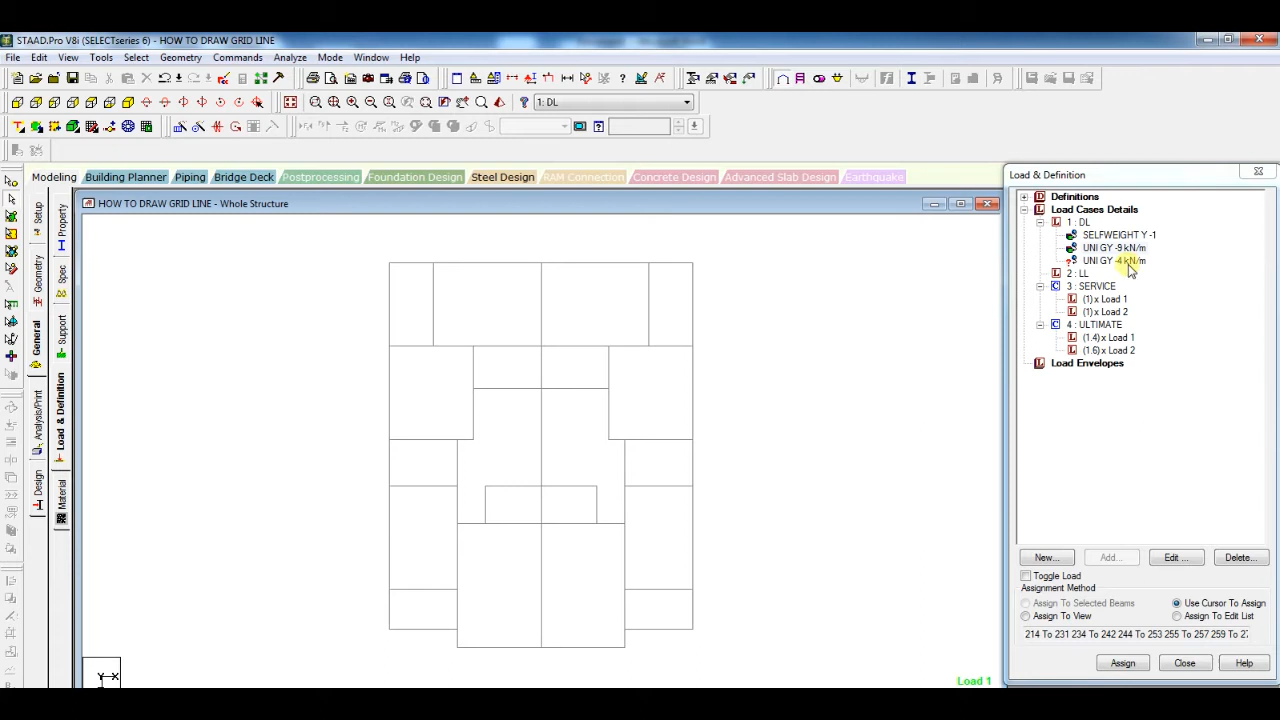 STAAD.Pro V8i (SELECTseries 6) - HOW TO DRAW GRID LINE
File Edit View Tools Select Geometry Commands Analyze Mode Window Help
1: DL
Modeling Building Planner Piping Bridge Deck Postprocessing Foundation Design Steel Design RAM Connection Concrete Design Advanced Slab Design Earthquake
HOW TO DRAW GRID LINE - Whole Structure
Setup
Geometry
General
Analysis/Print
Design
Property
Spec
Support
Load & Definition
Material
Load 1
Load & Definition
Definitions
Load Cases Details
1 : DL
SELFWEIGHT Y -1
UNI GY -9 kN/m
UNI GY -4 kN/m
2 : LL
3 : SERVICE
(1) x Load 1
(1) x Load 2
4 : ULTIMATE
(1.4) x Load 1
(1.6) x Load 2
Load Envelopes
New... Add... Edit ... Delete...
Toggle Load
Assignment Method
Assign To Selected Beams Use Cursor To Assign
Assign To View Assign To Edit List
214 To 231 234 To 242 244 To 253 255 To 257 259 To
Assign Close Help